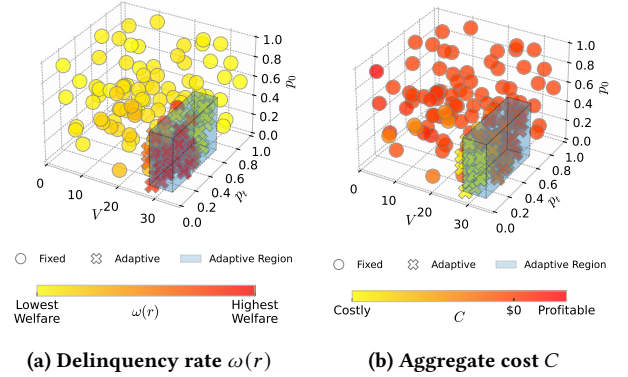 1.0
0.8
0.6
0.4
0.2
0.0
p₀
0
10
20
30
V
0.0
0.2
0.4
0.6
0.8
1.0
pₜ
Fixed
Adaptive
Adaptive Region
Lowest Welfare
ω(r)
Highest Welfare
(a) Delinquency rate ω(r)
1.0
0.8
0.6
0.4
0.2
0.0
p₀
0
10
20
30
V
0.0
0.2
0.4
0.6
0.8
1.0
pₜ
Fixed
Adaptive
Adaptive Region
Costly
C
$0
Profitable
(b) Aggregate cost C